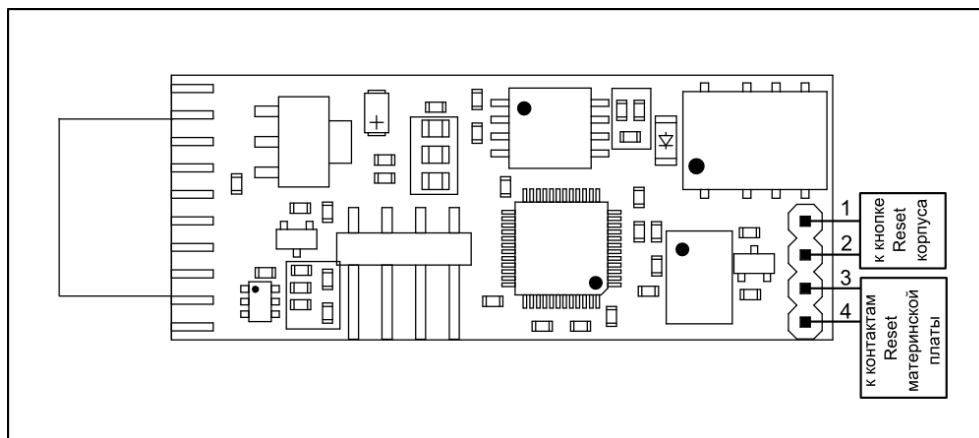 1
2
3
4
к кнопке
Reset
корпуса
к контактам
Reset
материнской
платы